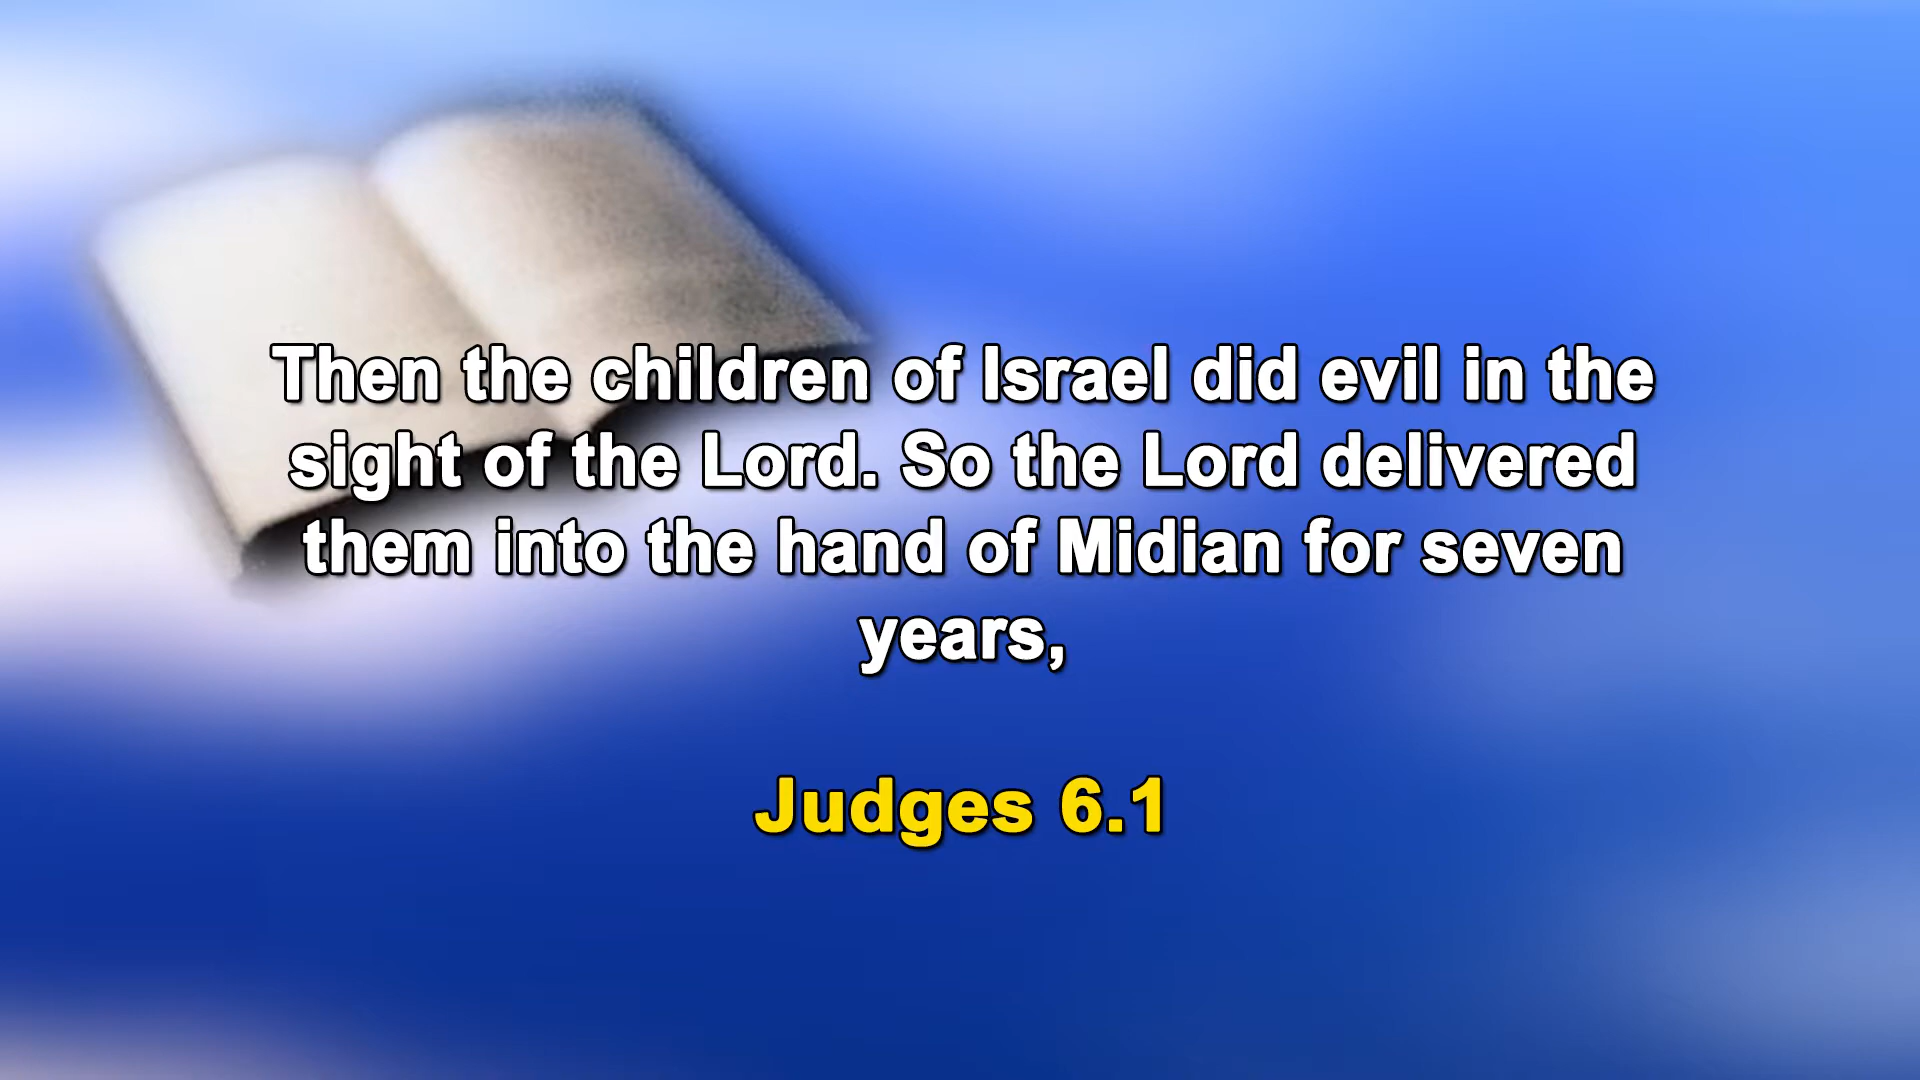 Then the children of Israel did evil in the
sight of the Lord. So the Lord delivered
them into the hand of Midian for seven
years,
Judges 6.1